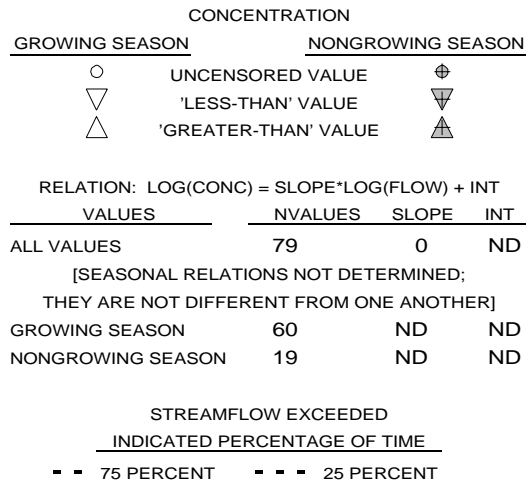 CONCENTRATION
GROWING SEASON NONGROWING SEASON
UNCENSORED VALUE
'LESS-THAN' VALUE
'GREATER-THAN' VALUE
RELATION: LOG(CONC) = SLOPE*LOG(FLOW) + INT
VALUES NVALUES SLOPE INT
ALL VALUES 79 0 ND
[SEASONAL RELATIONS NOT DETERMINED;
THEY ARE NOT DIFFERENT FROM ONE ANOTHER]
GROWING SEASON 60 ND ND
NONGROWING SEASON 19 ND ND
STREAMFLOW EXCEEDED
INDICATED PERCENTAGE OF TIME
75 PERCENT 25 PERCENT